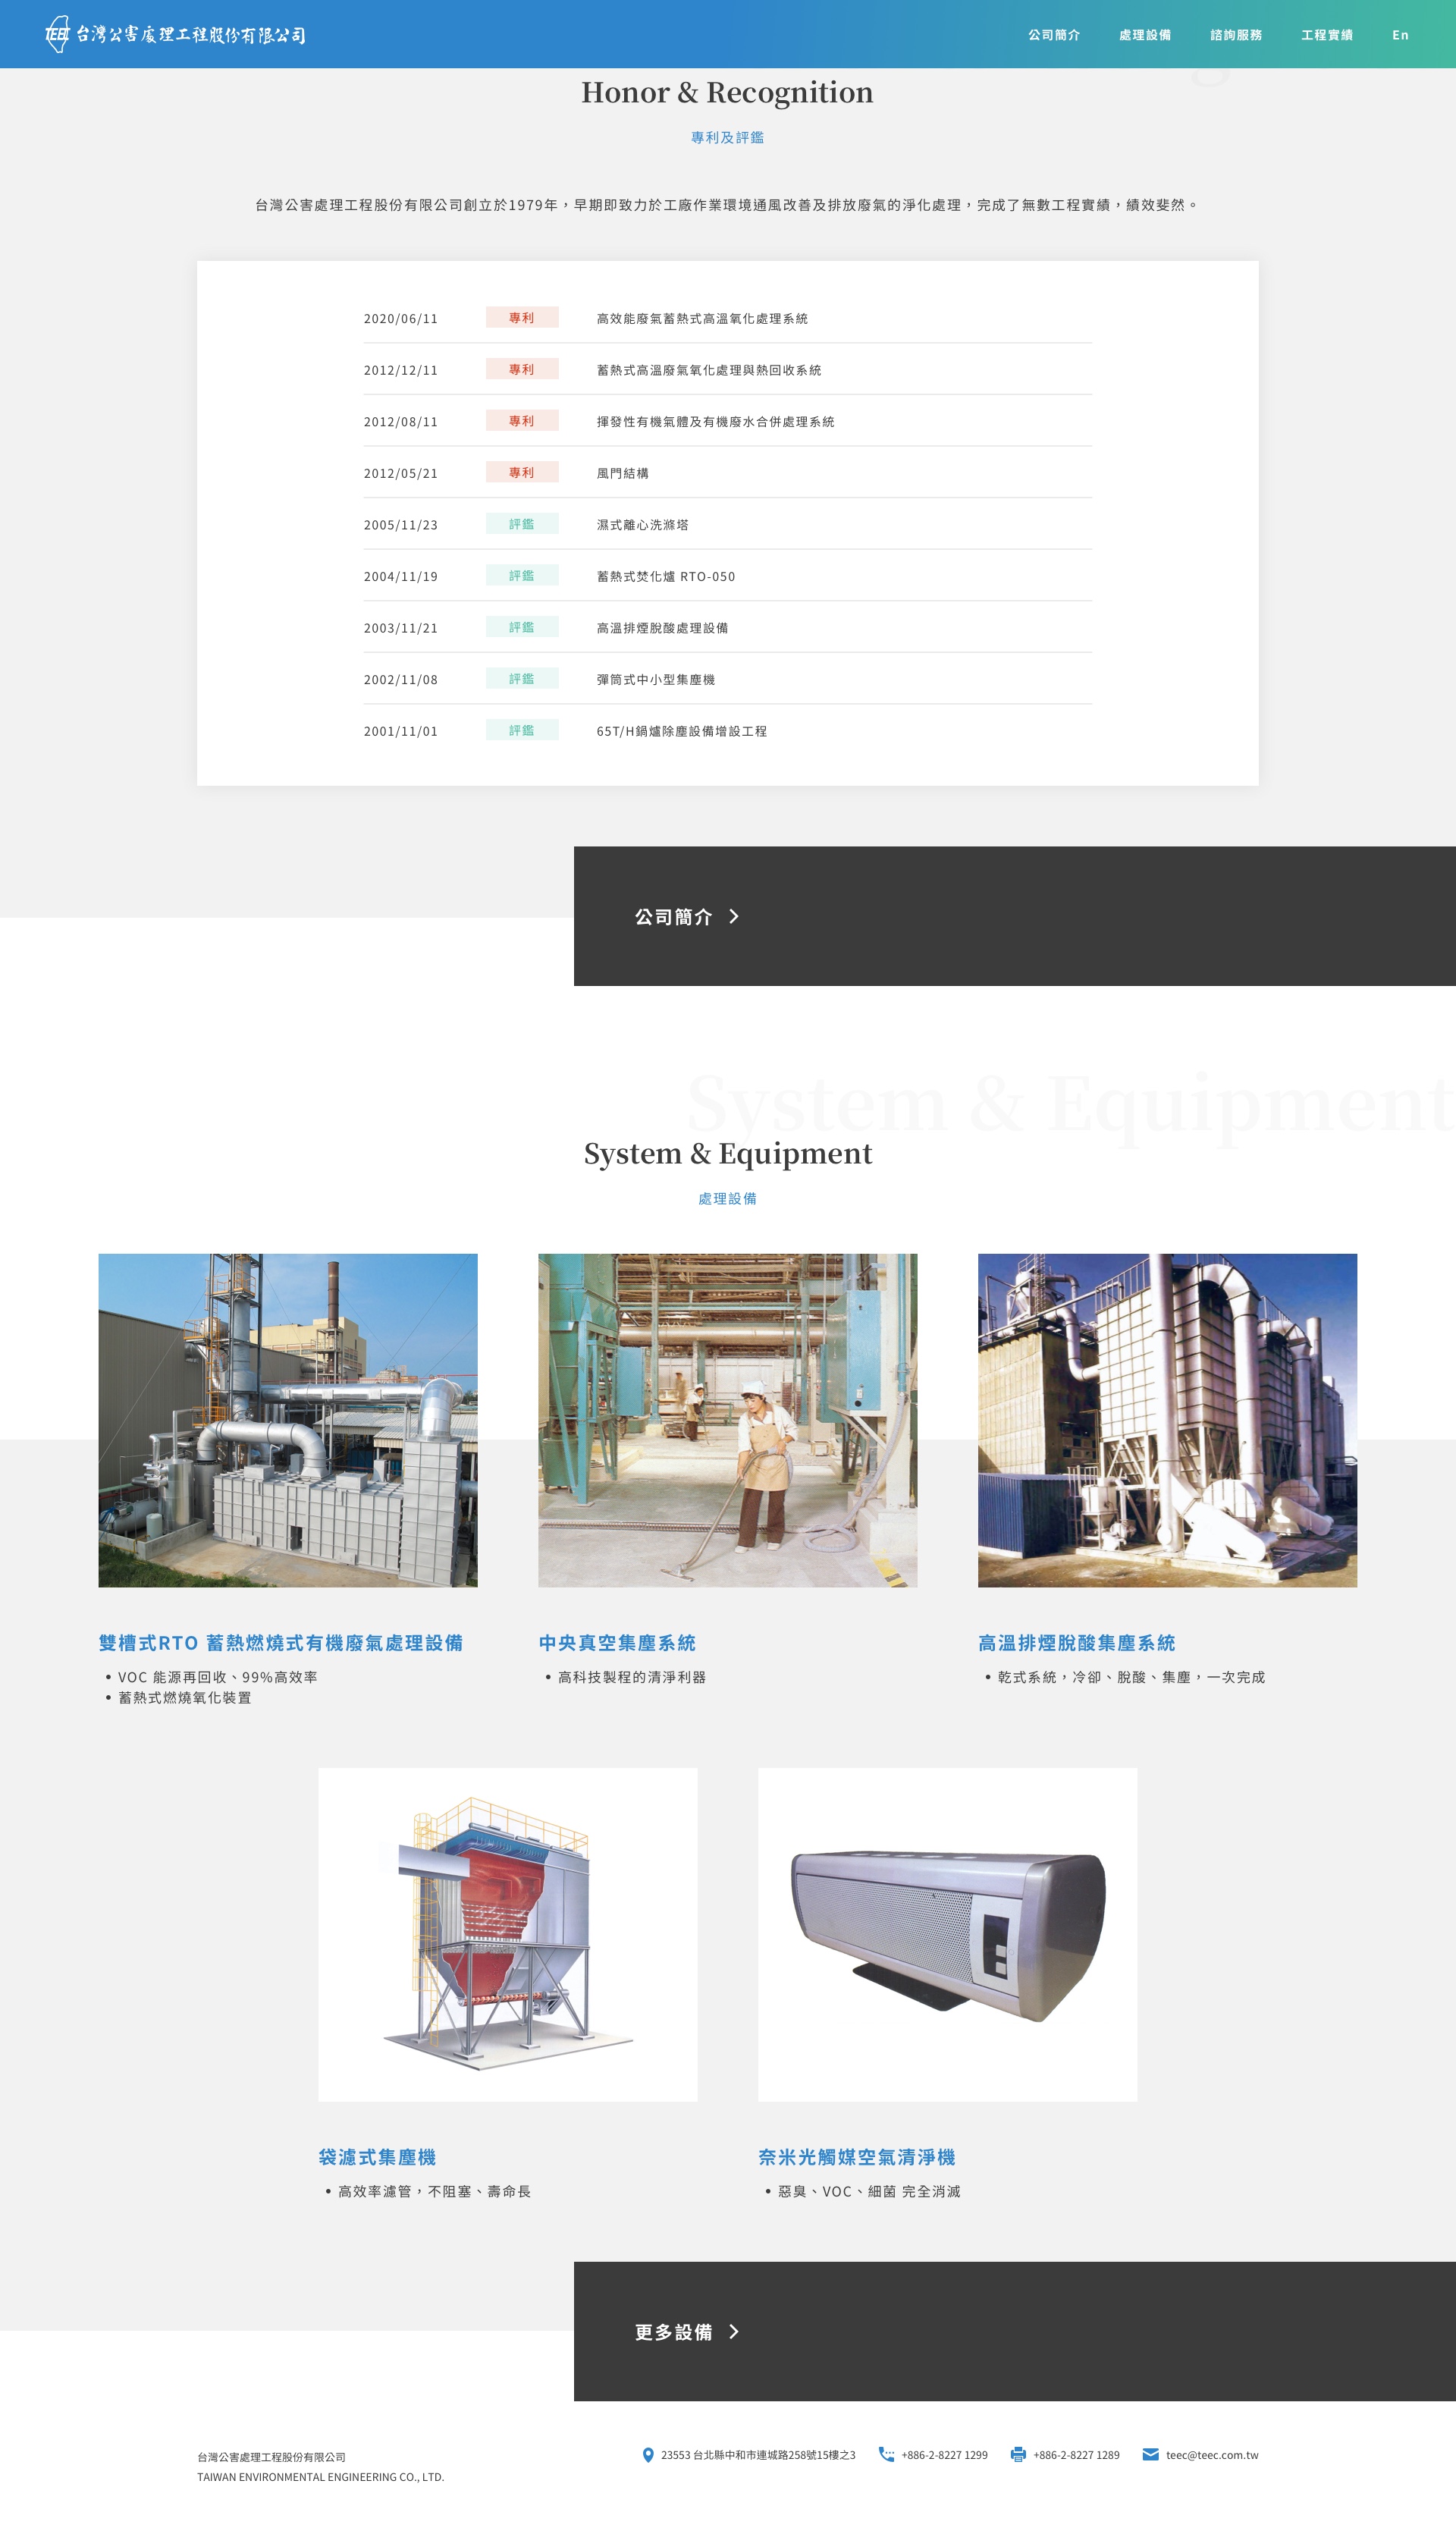 TEE 台灣公害處理工程股份有限公司
公司簡介 處理設備 諮詢服務 工程實績 En
Honor & Recognition
專利及評鑑
台灣公害處理工程股份有限公司創立於1979年，早期即致力於工廠作業環境通風改善及排放廢氣的淨化處理，完成了無數工程實績，績效斐然。
2020/06/11 專利 高效能廢氣蓄熱式高溫氧化處理系統
2012/12/11 專利 蓄熱式高溫廢氣氧化處理與熱回收系統
2012/08/11 專利 揮發性有機氣體及有機廢水合併處理系統
2012/05/21 專利 風門結構
2005/11/23 評鑑 濕式離心洗滌塔
2004/11/19 評鑑 蓄熱式焚化爐 RTO-050
2003/11/21 評鑑 高溫排煙脫酸處理設備
2002/11/08 評鑑 彈筒式中小型集塵機
2001/11/01 評鑑 65T/H鍋爐除塵設備增設工程
公司簡介
System & Equipment
System & Equipment
處理設備
雙槽式RTO 蓄熱燃燒式有機廢氣處理設備
• VOC 能源再回收、99%高效率
• 蓄熱式燃燒氧化裝置
中央真空集塵系統
• 高科技製程的清淨利器
高溫排煙脫酸集塵系統
• 乾式系統，冷卻、脫酸、集塵，一次完成
袋濾式集塵機
• 高效率濾管，不阻塞、壽命長
奈米光觸媒空氣清淨機
• 惡臭、VOC、細菌 完全消滅
更多設備
台灣公害處理工程股份有限公司
TAIWAN ENVIRONMENTAL ENGINEERING CO., LTD.
23553 台北縣中和市連城路258號15樓之3 +886-2-8227 1299 +886-2-8227 1289 teec@teec.com.tw